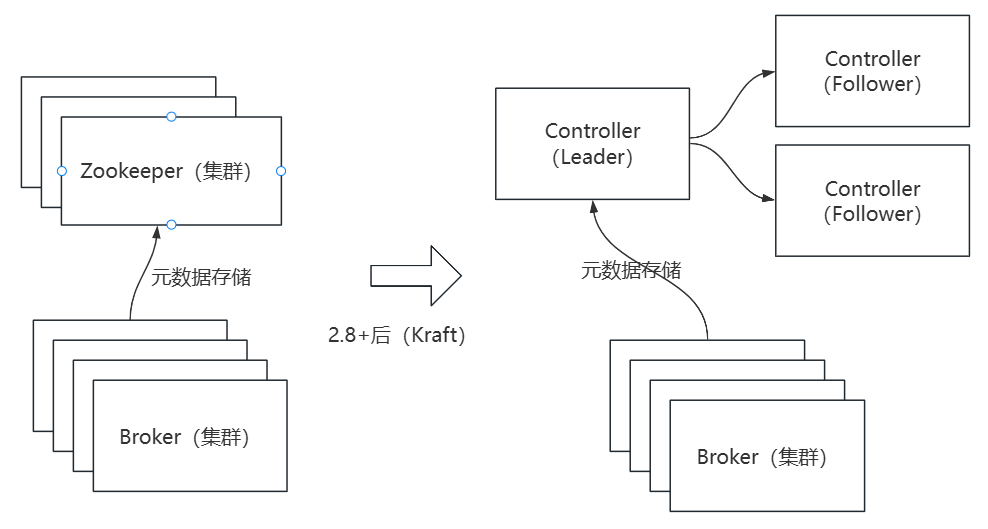 Zookeeper（集群）
元数据存储
Broker（集群）
2.8+后（Kraft）
Controller
（Leader）
Controller
（Follower）
Controller
（Follower）
元数据存储
Broker（集群）